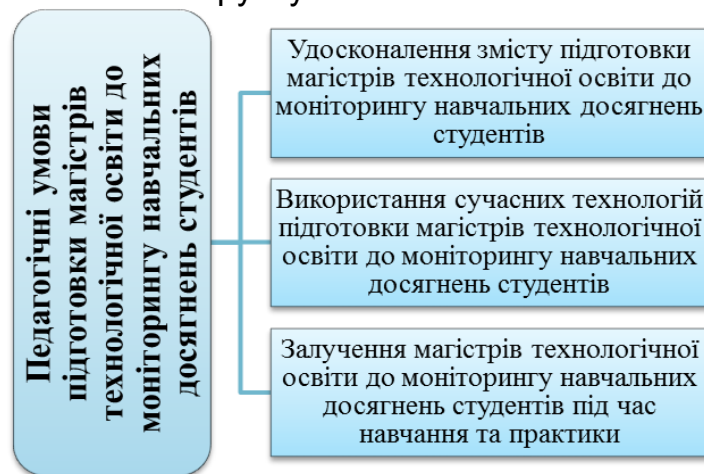 Педагогічні умови
підготовки магістрів
технологічної освіти до
моніторингу навчальних
досягнень студентів
Удосконалення змісту підготовки
магістрів технологічної освіти до
моніторингу навчальних досягнень
студентів
Використання сучасних технологій
підготовки магістрів технологічної
освіти до моніторингу навчальних
досягнень студентів
Залучення магістрів технологічної
освіти до моніторингу навчальних
досягнень студентів під час
навчання та практики